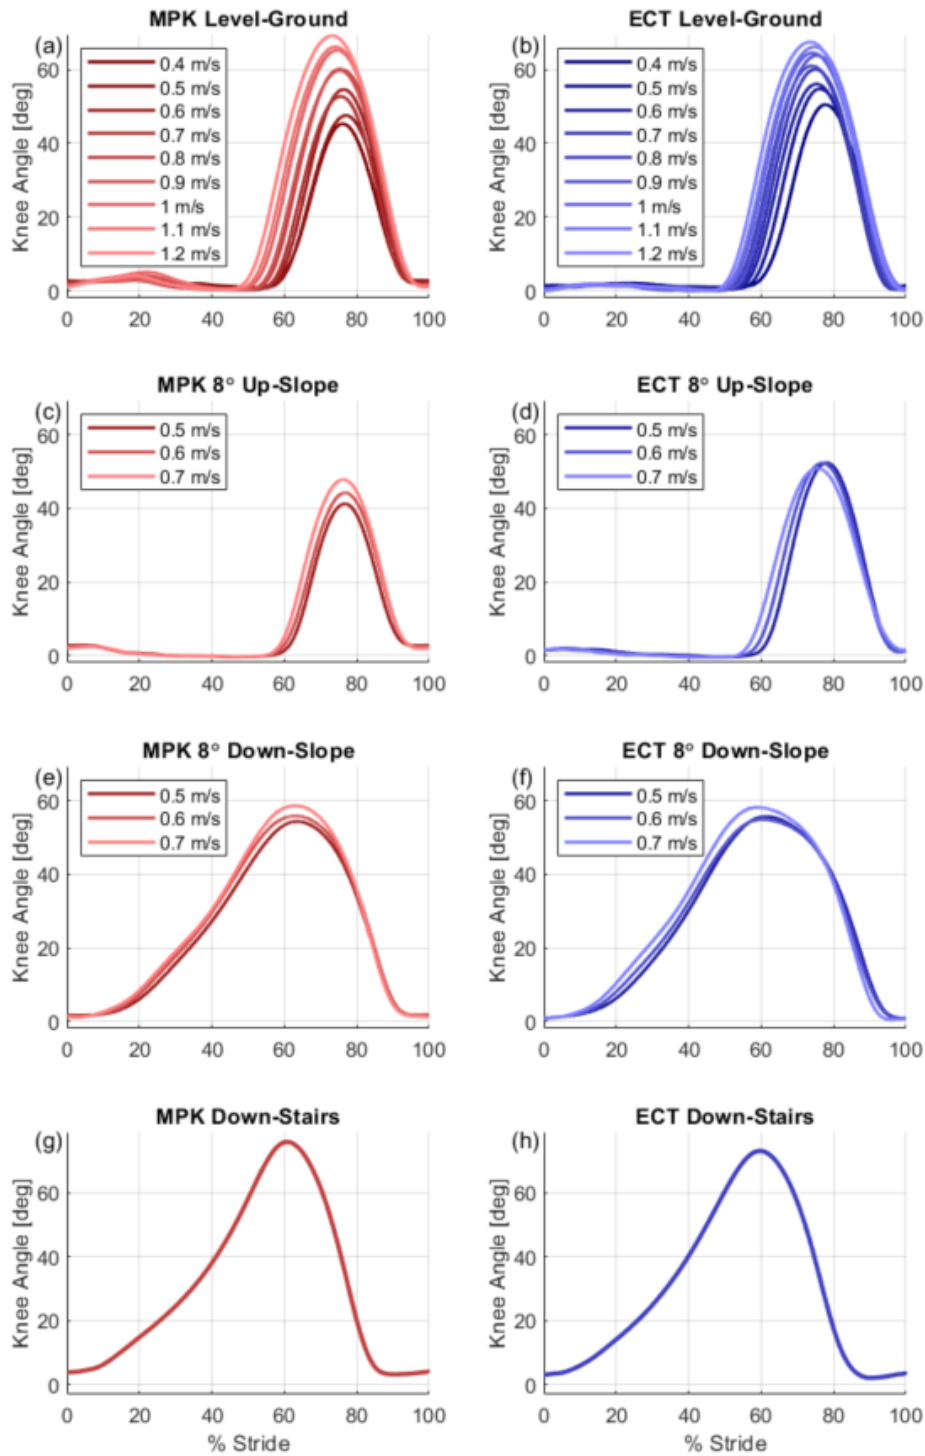 MPK Level-Ground
(a)
0.4 m/s
0.5 m/s
0.6 m/s
0.7 m/s
0.8 m/s
0.9 m/s
1 m/s
1.1 m/s
1.2 m/s
Knee Angle [deg]
60
40
20
0
0 20 40 60 80 100
ECT Level-Ground
(b)
0.4 m/s
0.5 m/s
0.6 m/s
0.7 m/s
0.8 m/s
0.9 m/s
1 m/s
1.1 m/s
1.2 m/s
Knee Angle [deg]
60
40
20
0
0 20 40 60 80 100
MPK 8° Up-Slope
(c)
0.5 m/s
0.6 m/s
0.7 m/s
Knee Angle [deg]
60
40
20
0
0 20 40 60 80 100
ECT 8° Up-Slope
(d)
0.5 m/s
0.6 m/s
0.7 m/s
Knee Angle [deg]
60
40
20
0
0 20 40 60 80 100
MPK 8° Down-Slope
(e)
0.5 m/s
0.6 m/s
0.7 m/s
Knee Angle [deg]
60
40
20
0
0 20 40 60 80 100
ECT 8° Down-Slope
(f)
0.5 m/s
0.6 m/s
0.7 m/s
Knee Angle [deg]
60
40
20
0
0 20 40 60 80 100
MPK Down-Stairs
(g)
Knee Angle [deg]
60
40
20
0
0 20 40 60 80 100
% Stride
ECT Down-Stairs
(h)
Knee Angle [deg]
60
40
20
0
0 20 40 60 80 100
% Stride